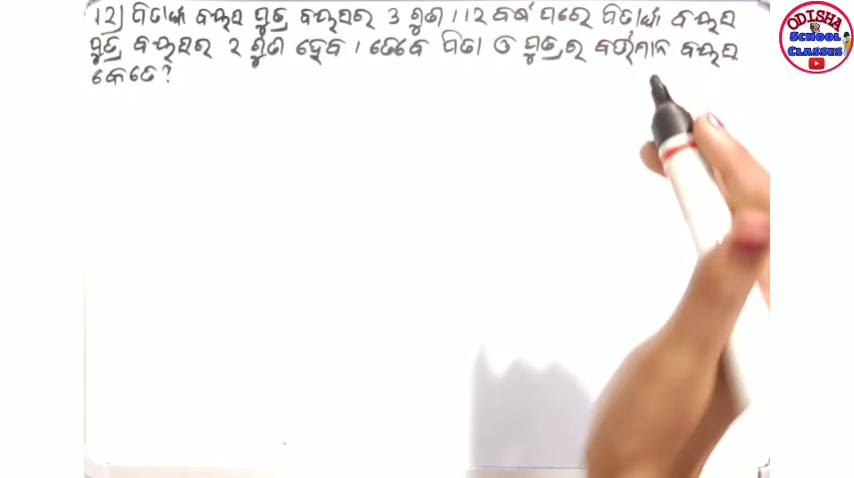 12) ପିତାଙ୍କ ବୟସ ପୁତ୍ର ବୟସର 3 ଗୁଣ । 12 ବର୍ଷ ପରେ ପିତାଙ୍କ ବୟସ
ପୁତ୍ର ବୟସର 2 ଗୁଣ ହେବ । ତେବେ ପିତା ଓ ପୁତ୍ରର ବର୍ତ୍ତମାନ ବୟସ
କେତେ ?
ODISHA
SCHOOL
CLASSES